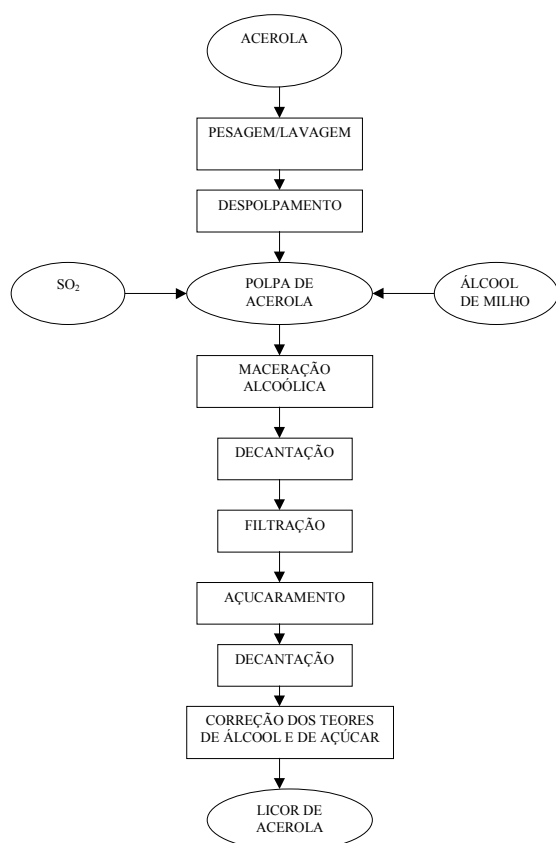 ACEROLA
PESAGEM/LAVAGEM
DESPOLPAMENTO
SO₂
POLPA DE
ACEROLA
ÁLCOOL
DE MILHO
MACERAÇÃO
ALCOÓLICA
DECANTAÇÃO
FILTRAÇÃO
AÇUCARAMENTO
DECANTAÇÃO
CORREÇÃO DOS TEORES
DE ÁLCOOL E DE AÇÚCAR
LICOR DE
ACEROLA